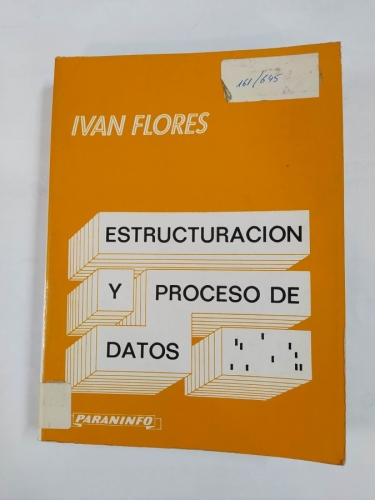 161/645
IVAN FLORES
ESTRUCTURACION
Y PROCESO DE
DATOS
PARANINFO